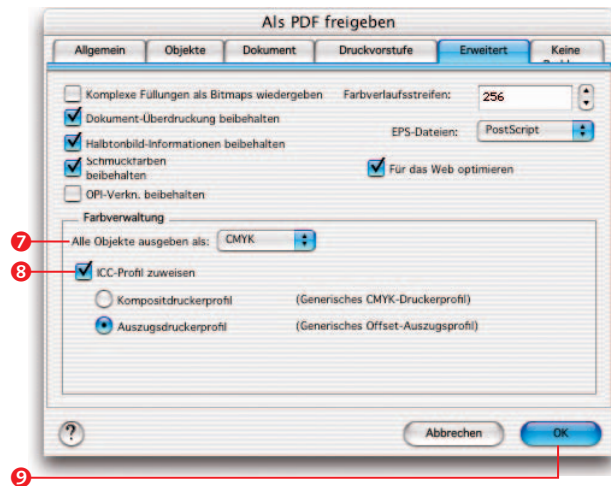 Als PDF freigeben
Allgemein Objekte Dokument Druckvorstufe Erweitert Keine
Komplexe Füllungen als Bitmaps wiedergeben Farbverlaufsstreifen: 256
Dokument-Überdruckung beibehalten
EPS-Dateien: PostScript
Halbtonbild-Informationen beibehalten
Schmuckfarben
beibehalten
Für das Web optimieren
OPI-Verkn. beibehalten
Farbverwaltung
7 Alle Objekte ausgeben als: CMYK
8 ICC-Profil zuweisen
Kompositdruckerprofil (Generisches CMYK-Druckerprofil)
Auszugsdruckerprofil (Generisches Offset-Auszugsprofil)
? Abbrechen OK
9